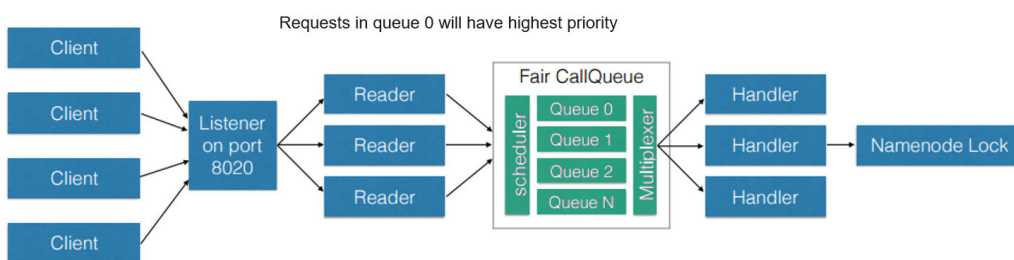 Requests in queue 0 will have highest priority
Client
Client
Client
Client
Listener
on port
8020
Reader
Reader
Reader
Fair CallQueue
scheduler
Queue 0
Queue 1
Queue 2
Queue N
Multiplexer
Handler
Handler
Handler
Namenode Lock